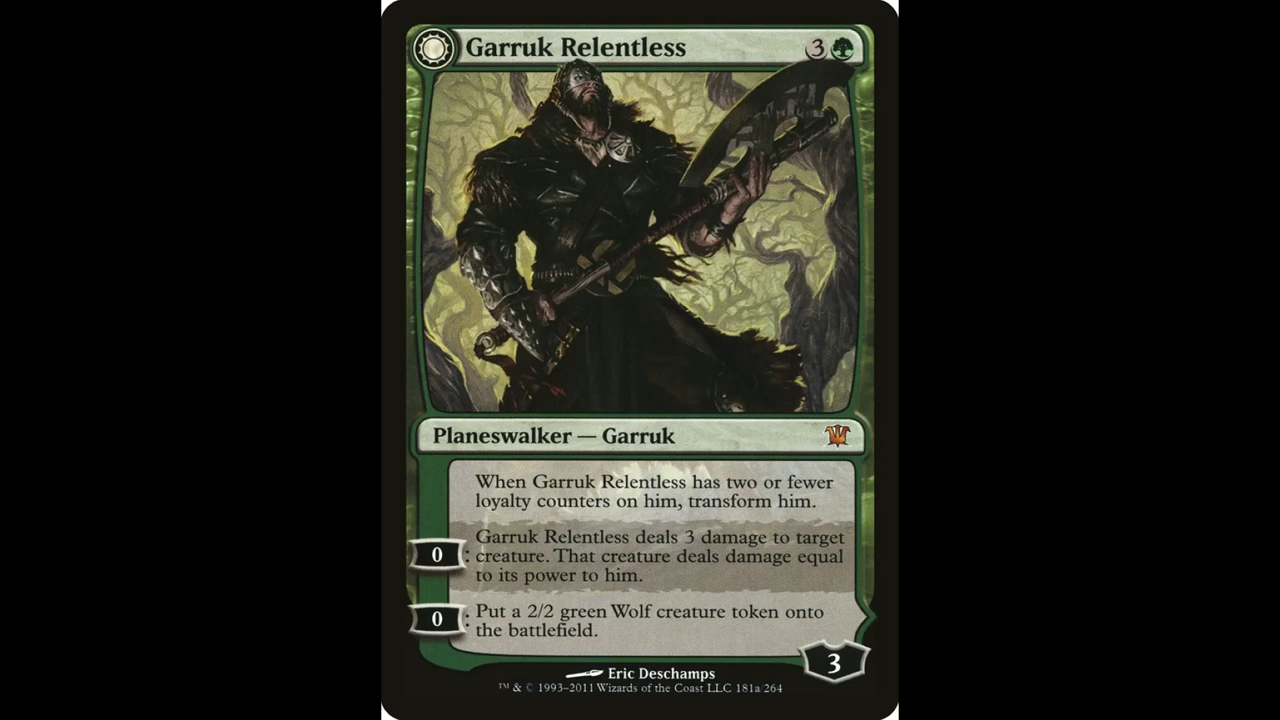 Garruk Relentless 3
Planeswalker — Garruk
When Garruk Relentless has two or fewer
loyalty counters on him, transform him.
Garruk Relentless deals 3 damage to target
0 : creature. That creature deals damage equal
to its power to him.
0 : Put a 2/2 green Wolf creature token onto
the battlefield.
3
Eric Deschamps
™ & © 1993–2011 Wizards of the Coast LLC 181a/264